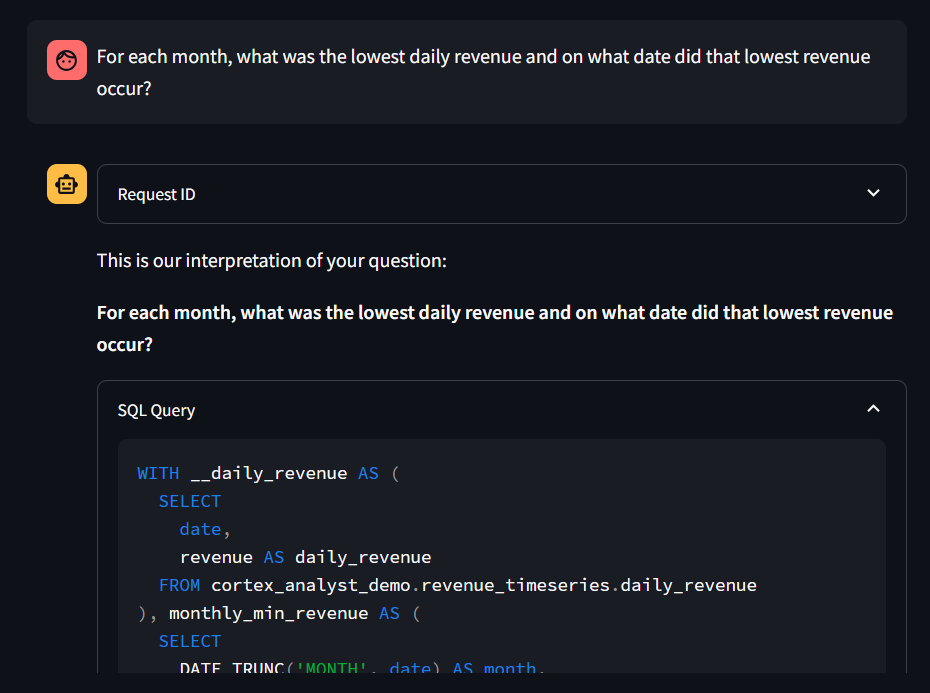 For each month, what was the lowest daily revenue and on what date did that lowest revenue
occur?
Request ID
This is our interpretation of your question:
For each month, what was the lowest daily revenue and on what date did that lowest revenue
occur?
SQL Query
WITH __daily_revenue AS (
  SELECT
    date,
    revenue AS daily_revenue
  FROM cortex_analyst_demo.revenue_timeseries.daily_revenue
), monthly_min_revenue AS (
  SELECT
    DATE_TRUNC('MONTH', date) AS month,